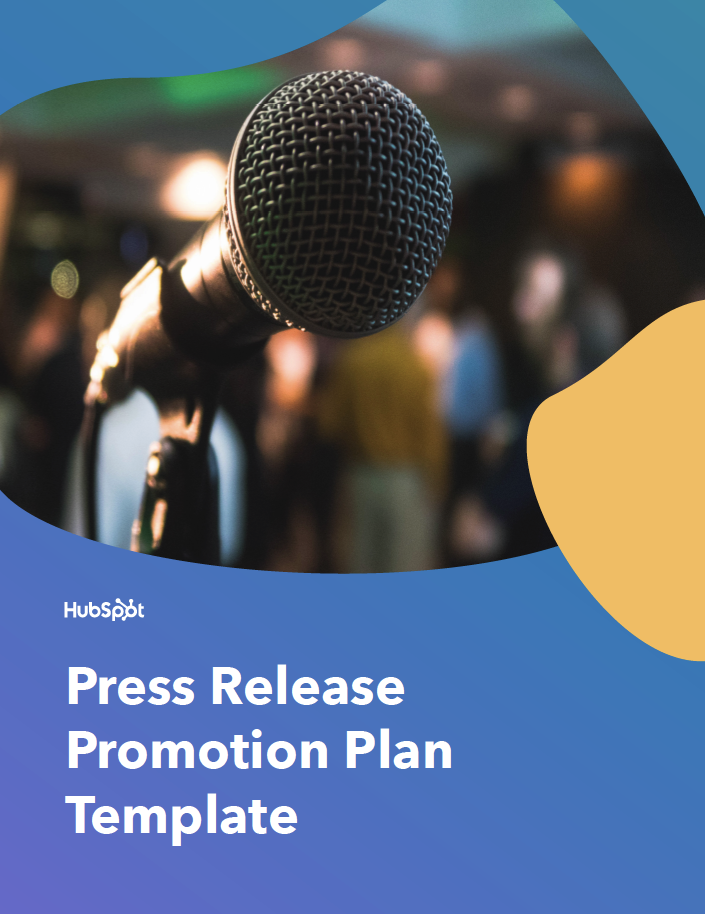 HubSpot
Press Release
Promotion Plan
Template